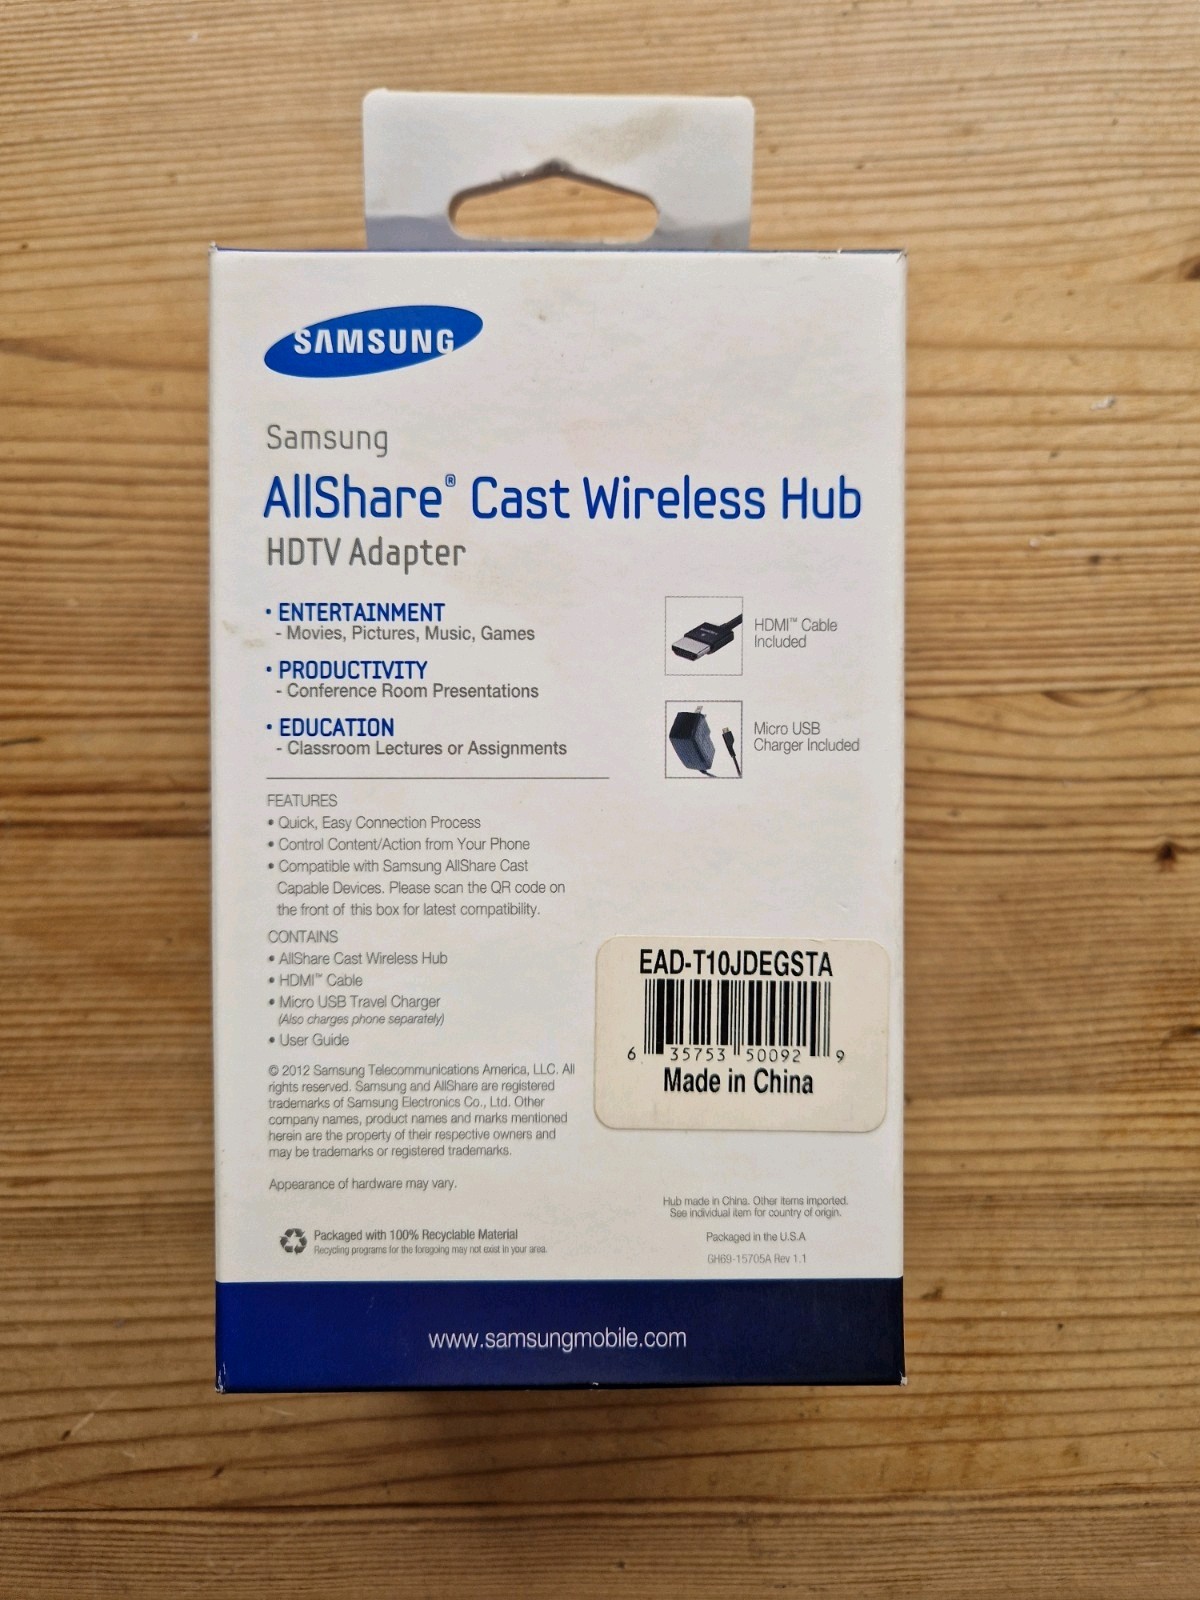 SAMSUNG
Samsung
AllShare® Cast Wireless Hub
HDTV Adapter
• ENTERTAINMENT
- Movies, Pictures, Music, Games
• PRODUCTIVITY
- Conference Room Presentations
• EDUCATION
- Classroom Lectures or Assignments
HDMI™ Cable
Included
Micro USB
Charger Included
FEATURES
• Quick, Easy Connection Process
• Control Content/Action from Your Phone
• Compatible with Samsung AllShare Cast
Capable Devices. Please scan the QR code on
the front of this box for latest compatibility.
CONTAINS
• AllShare Cast Wireless Hub
• HDMI™ Cable
• Micro USB Travel Charger
(Also charges phone separately)
• User Guide
© 2012 Samsung Telecommunications America, LLC. All
rights reserved. Samsung and AllShare are registered
trademarks of Samsung Electronics Co., Ltd. Other
company names, product names and marks mentioned
herein are the property of their respective owners and
may be trademarks or registered trademarks.
Appearance of hardware may vary.
Packaged with 100% Recyclable Material
Recycling programs for the foregoing may not exist in your area.
EAD-T10JDEGSTA
6 35753 50092 9
Made in China
Hub made in China. Other items imported.
See individual item for country of origin.
Packaged in the U.S.A
GH69-15705A Rev 1.1
www.samsungmobile.com